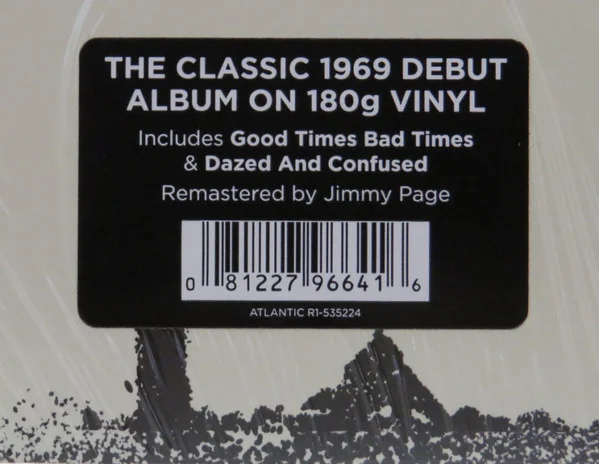 THE CLASSIC 1969 DEBUT
ALBUM ON 180g VINYL
Includes Good Times Bad Times
& Dazed And Confused
Remastered by Jimmy Page
0 81227 96641 6
ATLANTIC R1-535224